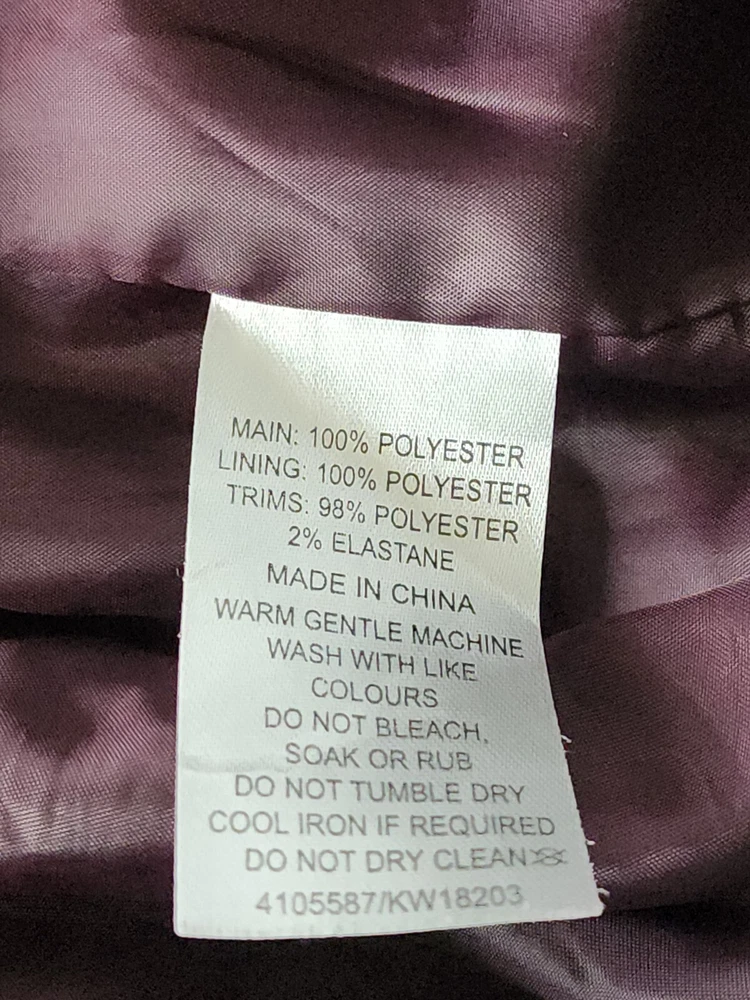 MAIN: 100% POLYESTER
LINING: 100% POLYESTER
TRIMS: 98% POLYESTER
2% ELASTANE
MADE IN CHINA
WARM GENTLE MACHINE
WASH WITH LIKE
COLOURS
DO NOT BLEACH,
SOAK OR RUB
DO NOT TUMBLE DRY
COOL IRON IF REQUIRED
DO NOT DRY CLEAN
4105587/KW18203